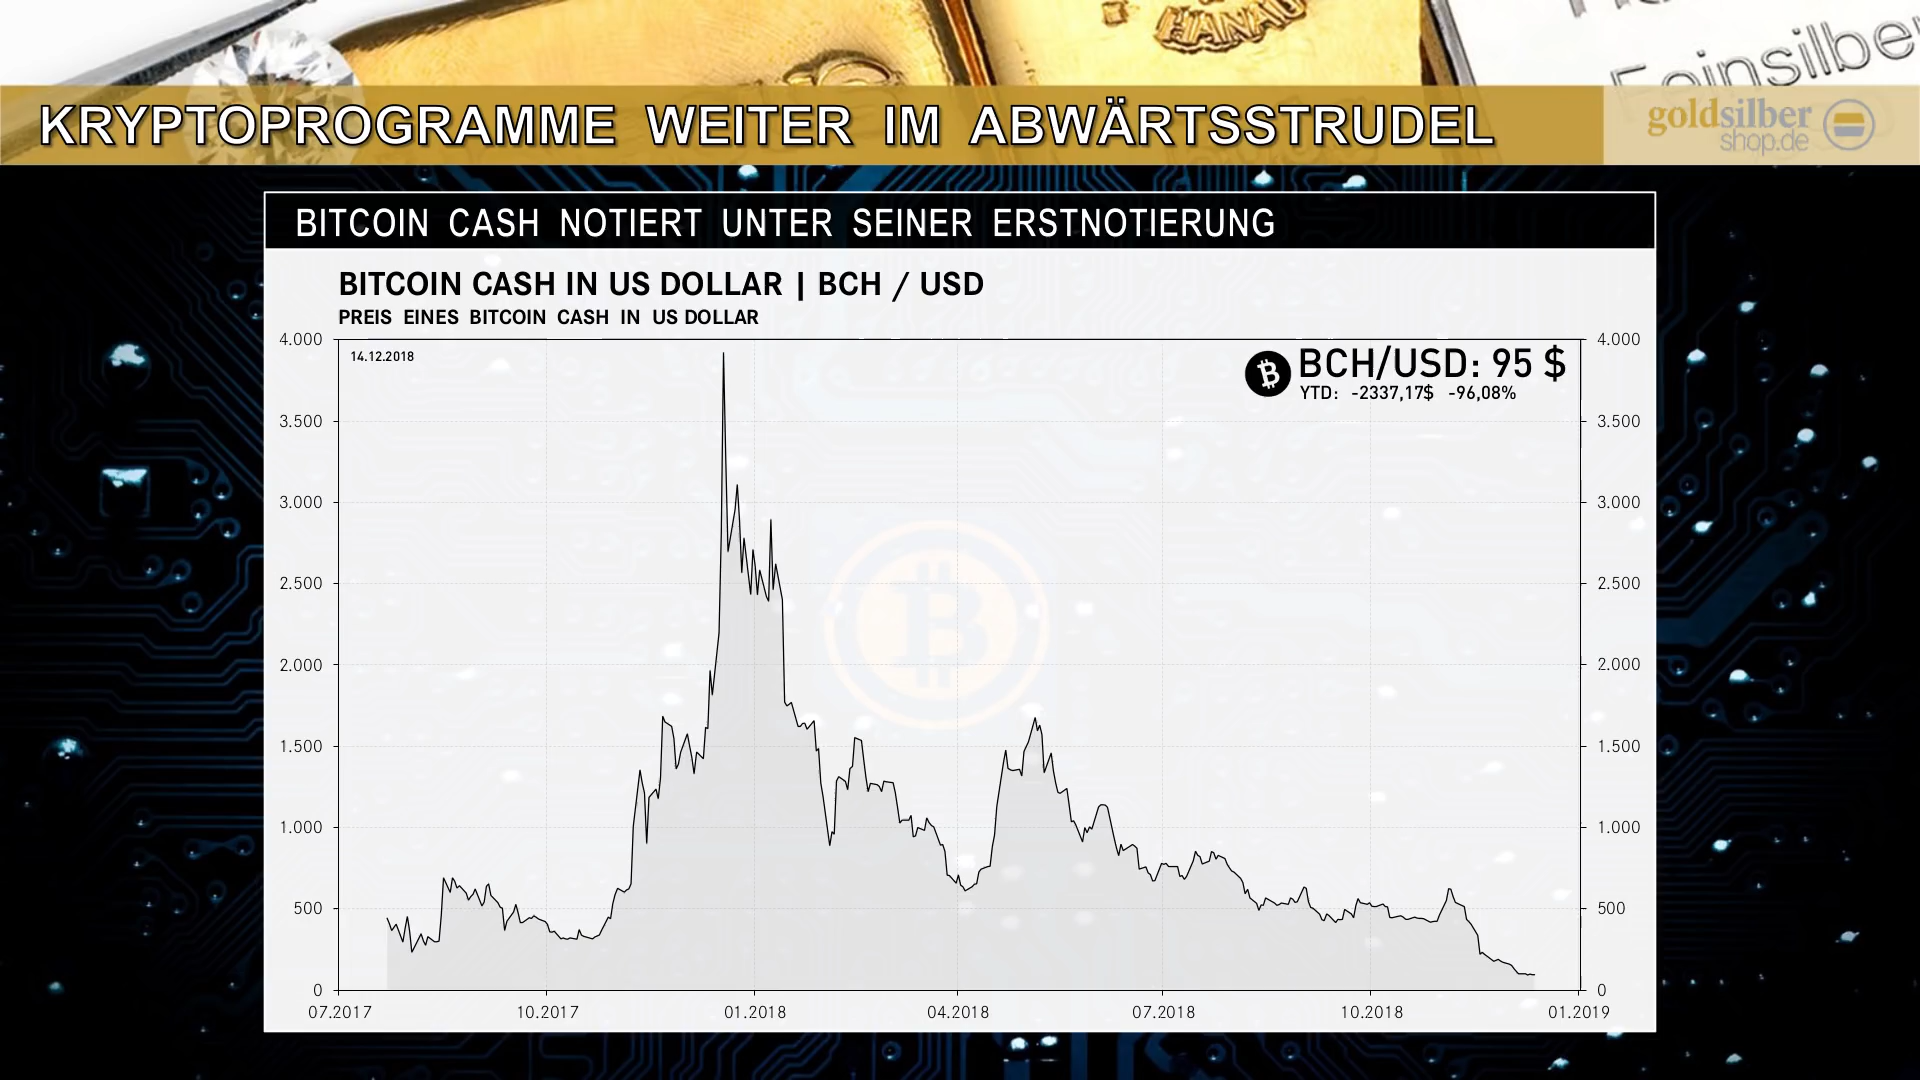 HANAU
Feinsilber
KRYPTOPROGRAMME WEITER IM ABWÄRTSSTRUDEL
goldsilber
shop.de
BITCOIN CASH NOTIERT UNTER SEINER ERSTNOTIERUNG
BITCOIN CASH IN US DOLLAR | BCH / USD
PREIS EINES BITCOIN CASH IN US DOLLAR
14.12.2018
BCH/USD: 95 $
YTD: -2337,17$ -96,08%
4.000 4.000
3.500 3.500
3.000 3.000
2.500 2.500
2.000 2.000
1.500 1.500
1.000 1.000
500 500
0 0
07.2017 10.2017 01.2018 04.2018 07.2018 10.2018 01.2019